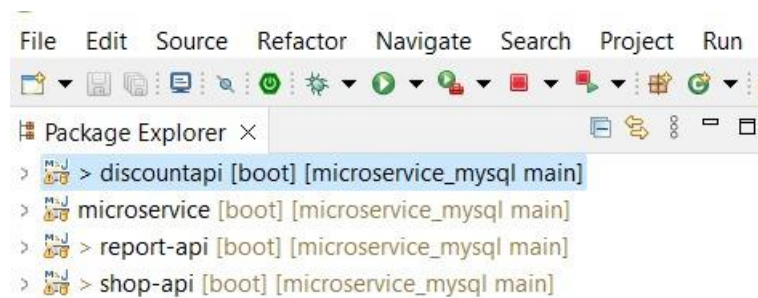 File Edit Source Refactor Navigate Search Project Run
Package Explorer
> discountapi [boot] [microservice_mysql main]
microservice [boot] [microservice_mysql main]
> report-api [boot] [microservice_mysql main]
> shop-api [boot] [microservice_mysql main]